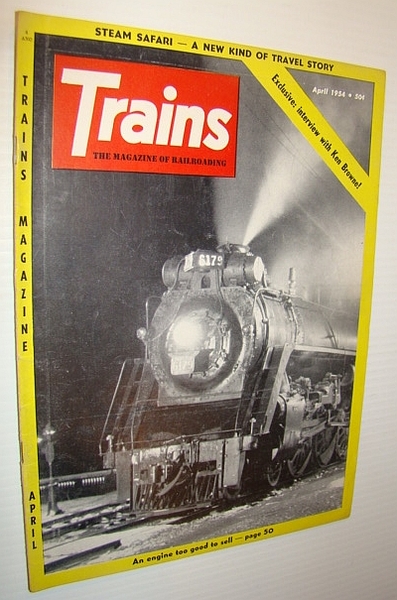 STEAM SAFARI — A NEW KIND OF TRAVEL STORY
April 1954 • 50¢
Exclusive: interview with Ken Browne!
Trains
THE MAGAZINE OF RAILROADING
TRAINS MAGAZINE
APRIL
6179
An engine too good to sell — page 50